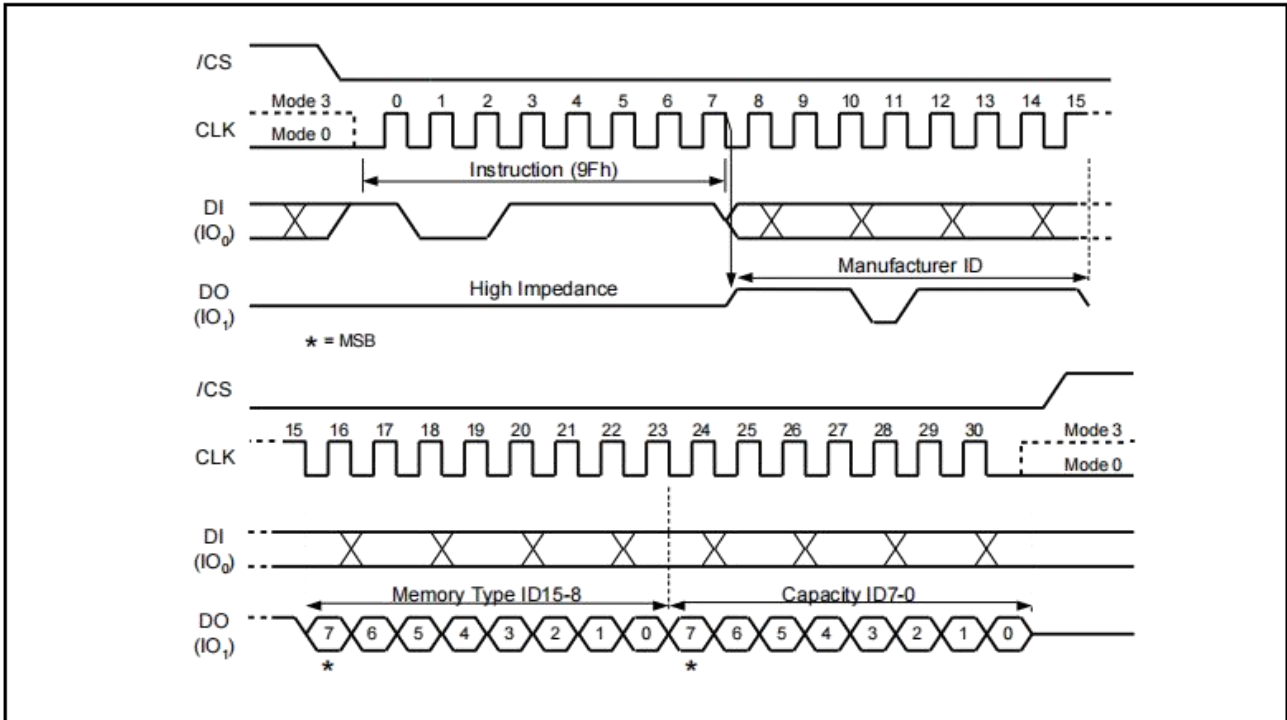 /CS
Mode 3 0 1 2 3 4 5 6 7 8 9 10 11 12 13 14 15
CLK Mode 0
Instruction (9Fh)
DI
(IO0)
Manufacturer ID
DO High Impedance
(IO1)
* = MSB
/CS
15 16 17 18 19 20 21 22 23 24 25 26 27 28 29 30 Mode 3
CLK Mode 0
DI
(IO0)
Memory Type ID15-8 Capacity ID7-0
DO 7 6 5 4 3 2 1 0 7 6 5 4 3 2 1 0
(IO1)
* *